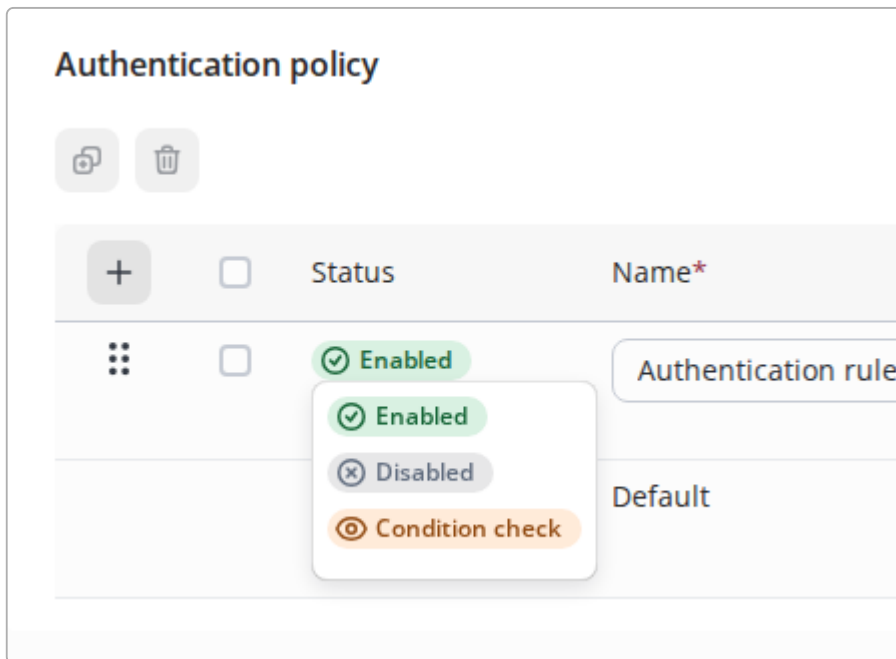 Authentication policy
Status Name*
Enabled Authentication rule
Enabled
Disabled
Default
Condition check